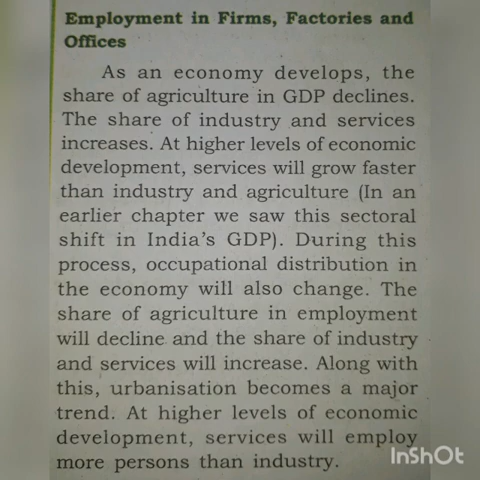 Employment in Firms, Factories and
Offices
As an economy develops, the
share of agriculture in GDP declines.
The share of industry and services
increases. At higher levels of economic
development, services will grow faster
than industry and agriculture (In an
earlier chapter we saw this sectoral
shift in India's GDP). During this
process, occupational distribution in
the economy will also change. The
share of agriculture in employment
will decline and the share of industry
and services will increase. Along with
this, urbanisation becomes a major
trend. At higher levels of economic
development, services will employ
more persons than industry.
InShOt